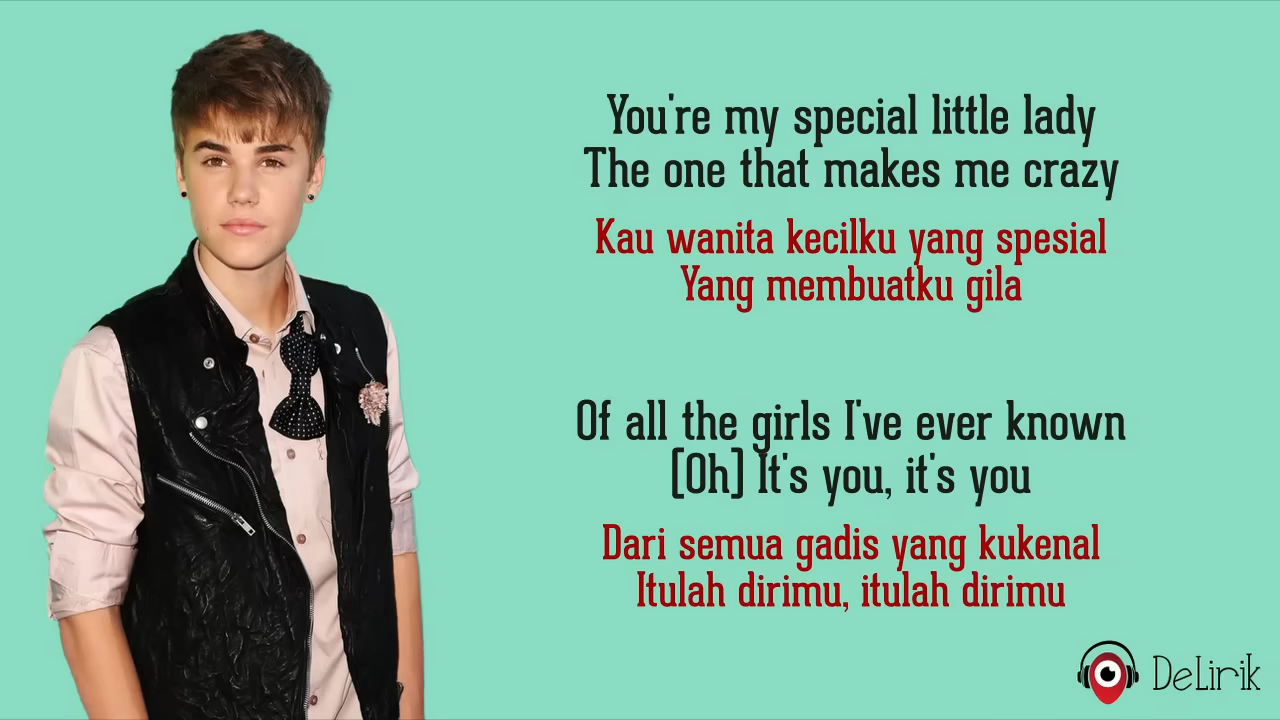 You're my special little lady
The one that makes me crazy
Kau wanita kecilku yang spesial
Yang membuatku gila
Of all the girls I've ever known
[Oh] It's you, it's you
Dari semua gadis yang kukenal
Itulah dirimu, itulah dirimu
DeLirik